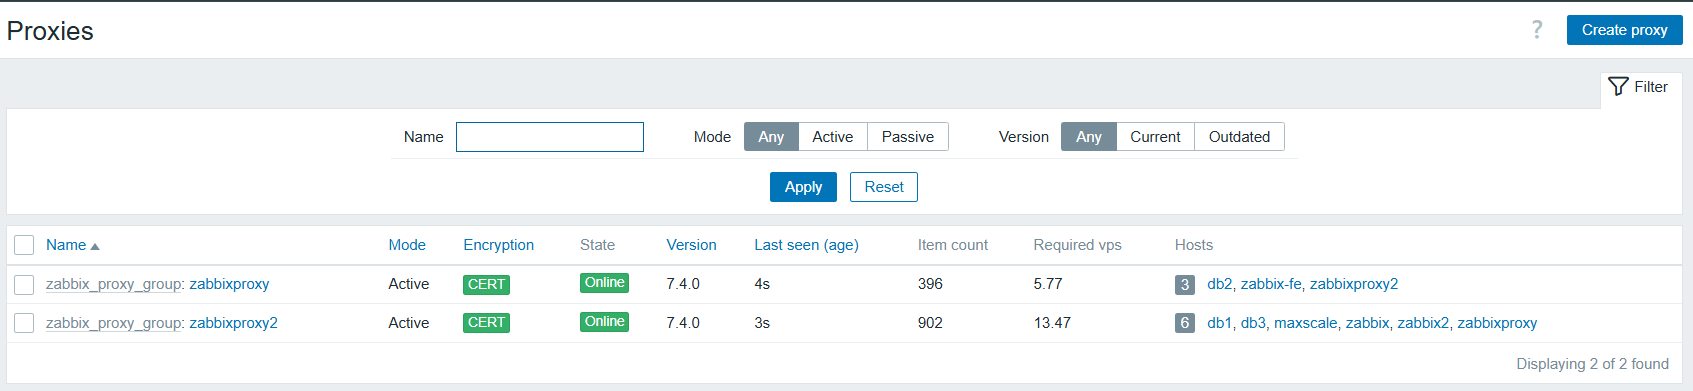 Proxies
? Create proxy
Filter
Name Mode Any Active Passive Version Any Current Outdated
Apply Reset
Name Mode Encryption State Version Last seen (age) Item count Required vps Hosts
zabbix_proxy_group: zabbixproxy Active CERT Online 7.4.0 4s 396 5.77 3 db2, zabbix-fe, zabbixproxy2
zabbix_proxy_group: zabbixproxy2 Active CERT Online 7.4.0 3s 902 13.47 6 db1, db3, maxscale, zabbix, zabbix2, zabbixproxy
Displaying 2 of 2 found